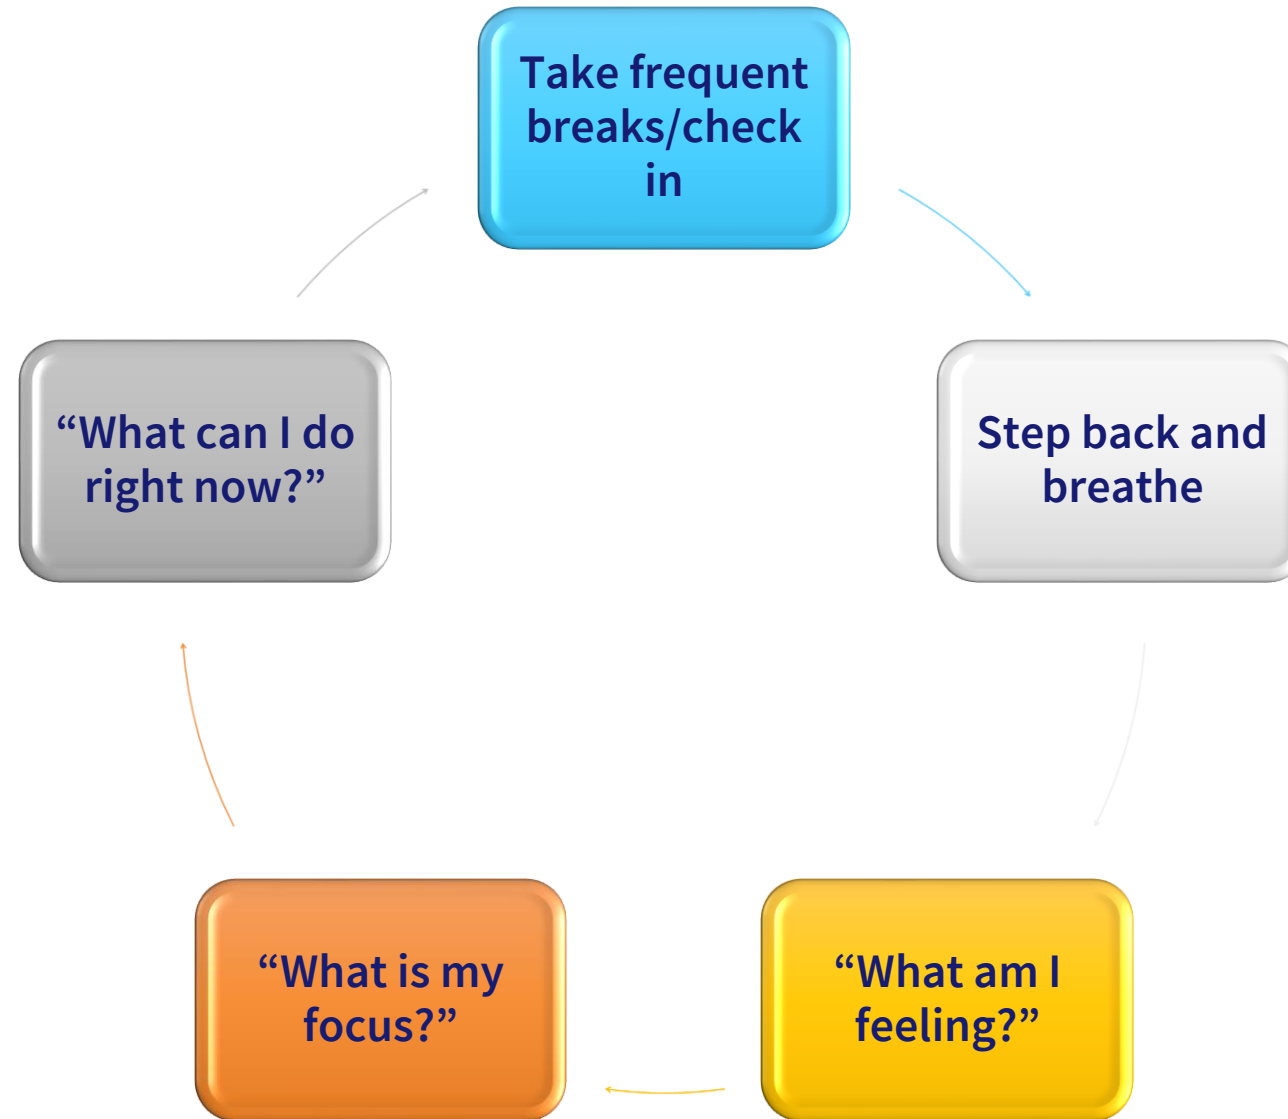 Take frequent
breaks/check
in
Step back and
breathe
“What am I
feeling?”
“What is my
focus?”
“What can I do
right now?”